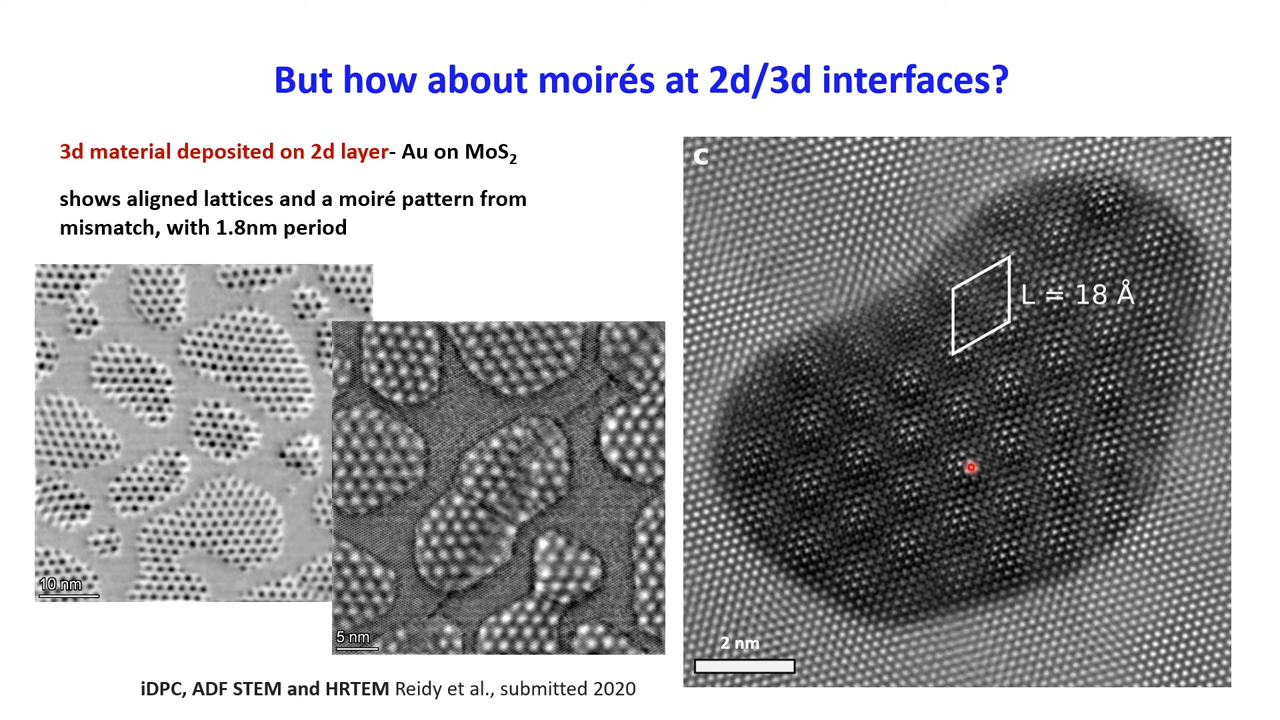 But how about moirés at 2d/3d interfaces?
3d material deposited on 2d layer- Au on MoS₂
shows aligned lattices and a moiré pattern from
mismatch, with 1.8nm period
c
L = 18 Å
10 nm
5 nm
2 nm
iDPC, ADF STEM and HRTEM Reidy et al., submitted 2020